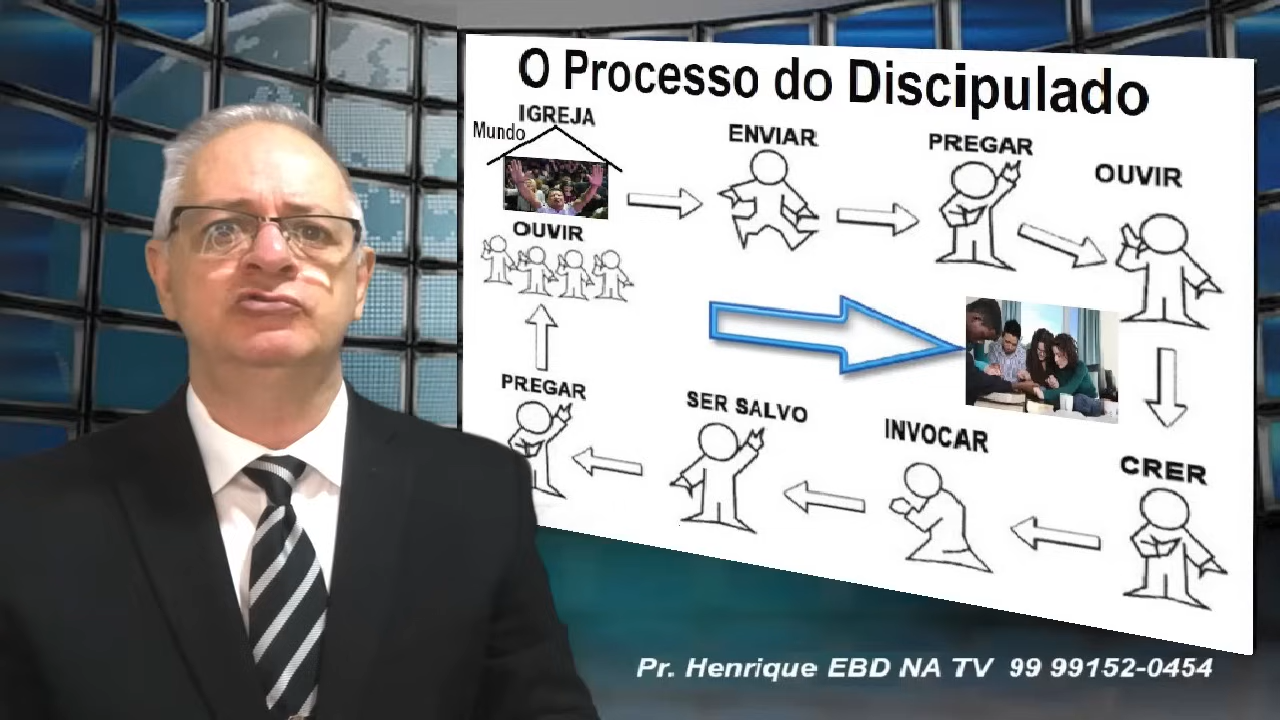 O Processo do Discipulado
IGREJA
Mundo
ENVIAR
PREGAR
OUVIR
OUVIR
CRER
INVOCAR
SER SALVO
PREGAR
Pr. Henrique EBD NA TV 99 99152-0454